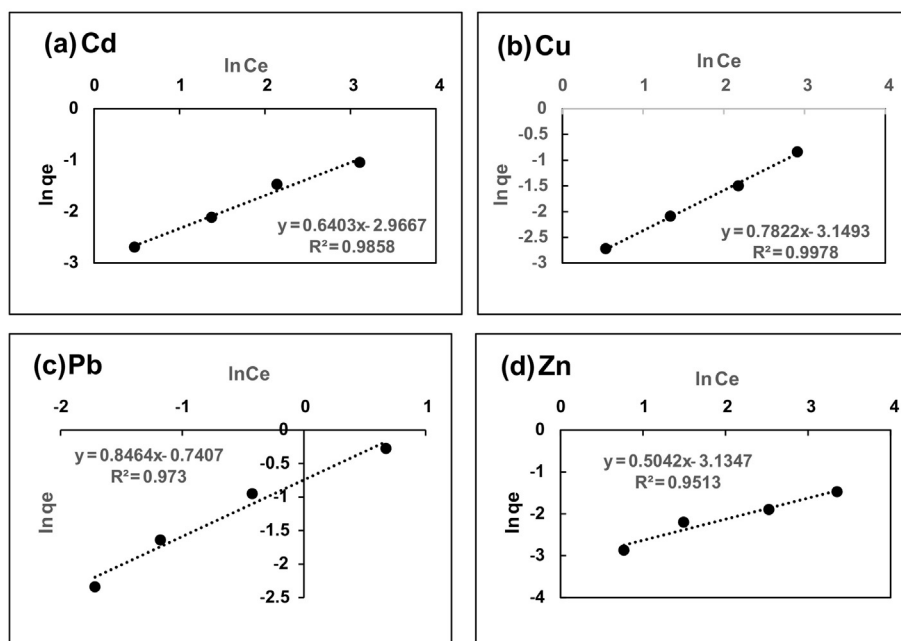 (a) Cd
ln Ce
0 1 2 3 4
0
-1
-2
-3
ln qe
y = 0.6403x - 2.9667
R² = 0.9858
(b) Cu
ln Ce
0 1 2 3 4
0
-0.5
-1
-1.5
-2
-2.5
-3
ln qe
y = 0.7822x - 3.1493
R² = 0.9978
(c) Pb
ln Ce
-2 -1 0 1
0
-0.5
-1
-1.5
-2
-2.5
ln qe
y = 0.8464x - 0.7407
R² = 0.973
(d) Zn
ln Ce
0 1 2 3 4
0
-1
-2
-3
-4
ln qe
y = 0.5042x - 3.1347
R² = 0.9513